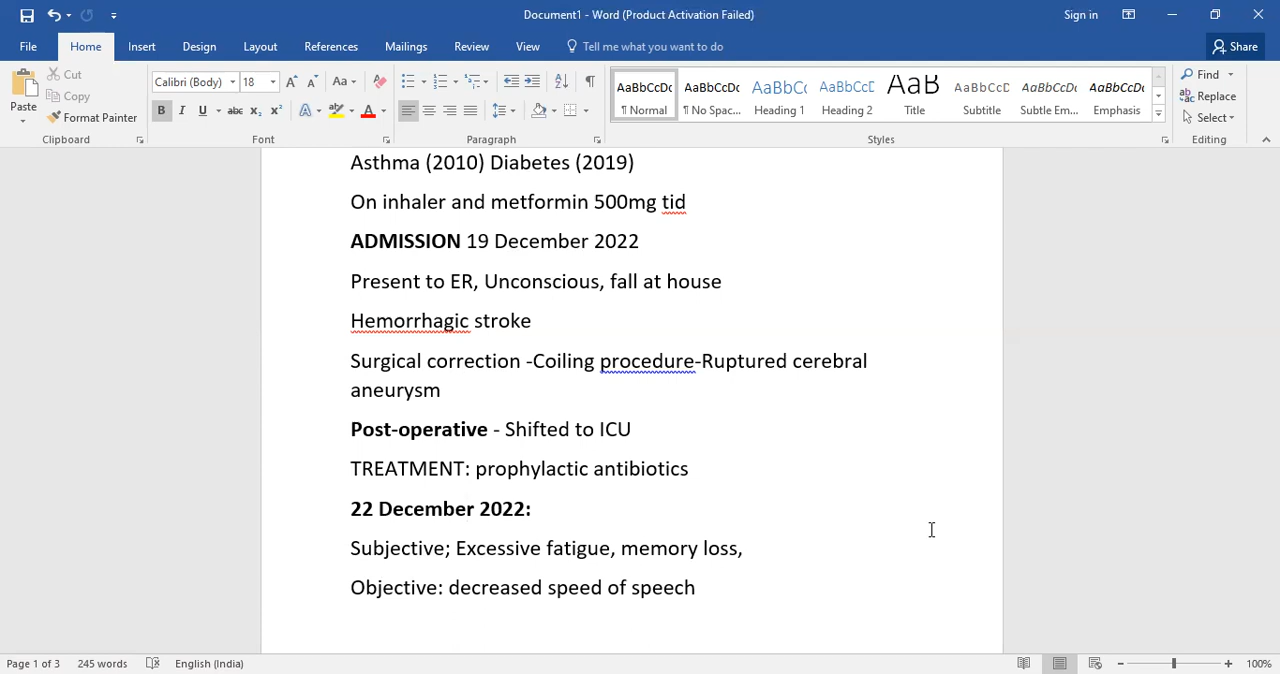 Document1 - Word (Product Activation Failed)
Sign in
File Home Insert Design Layout References Mailings Review View Tell me what you want to do Share
Paste
Cut
Copy
Format Painter
Clipboard
Calibri (Body) 18
Aa
B I U abc x₂ x² A A
Font
Paragraph
AaBbCcDc AaBbCcDc AaBbCc AaBbCcC AaB AaBbCcD AaBbCcDc AaBbCcDc
¶ Normal ¶ No Spac... Heading 1 Heading 2 Title Subtitle Subtle Em... Emphasis
Styles
Find
Replace
Select
Editing
Asthma (2010) Diabetes (2019)
On inhaler and metformin 500mg tid
ADMISSION 19 December 2022
Present to ER, Unconscious, fall at house
Hemorrhagic stroke
Surgical correction -Coiling procedure-Ruptured cerebral
aneurysm
Post-operative - Shifted to ICU
TREATMENT: prophylactic antibiotics
22 December 2022:
Subjective; Excessive fatigue, memory loss,
Objective: decreased speed of speech
Page 1 of 3 245 words English (India) 100%